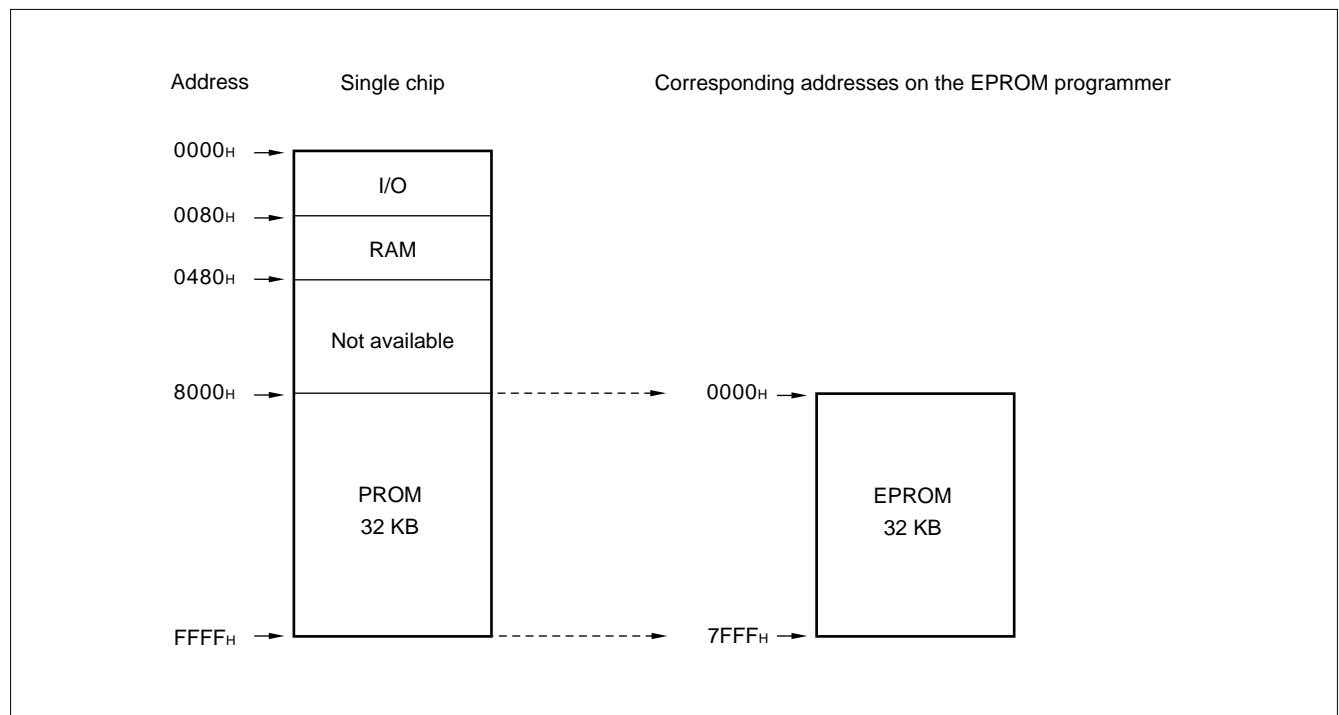 Address Single chip Corresponding addresses on the EPROM programmer
0000H
I/O
0080H
RAM
0480H
Not available
8000H 0000H
PROM EPROM
32 KB 32 KB
FFFFH 7FFFH